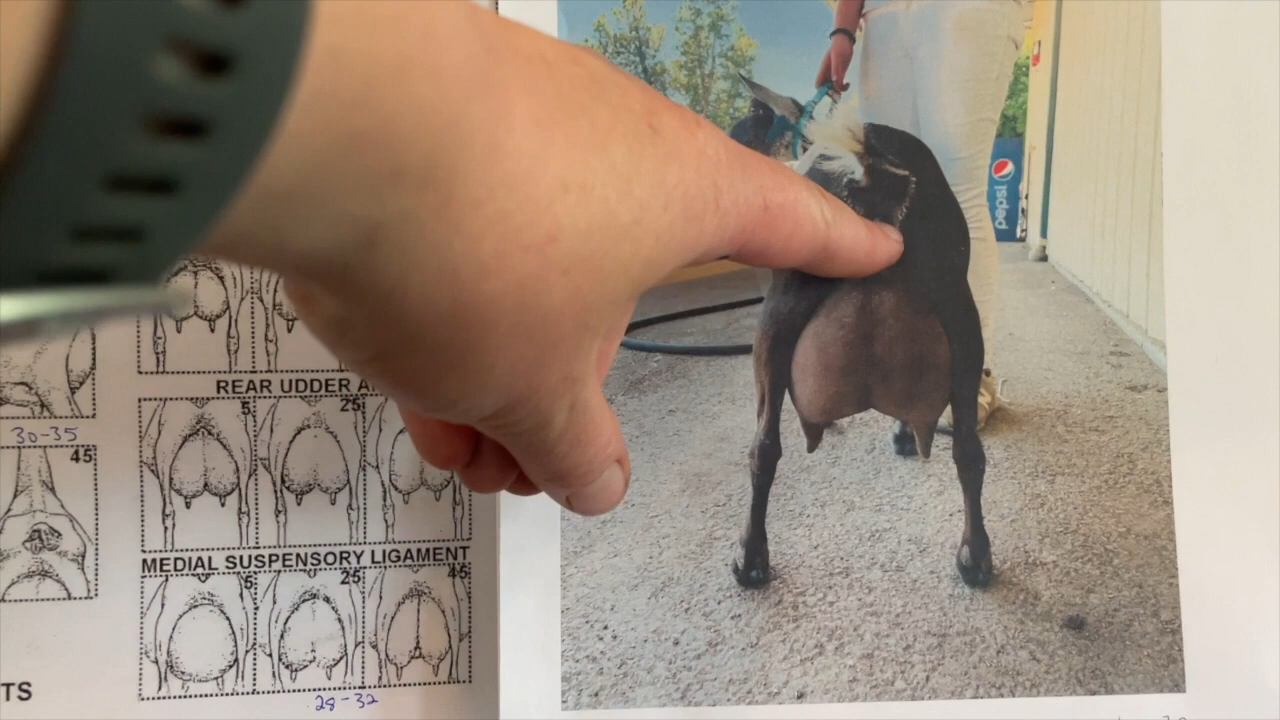 pepsi
REAR UDDER A
5
25
30-35
45
MEDIAL SUSPENSORY LIGAMENT
5
25
45
TS
28-32